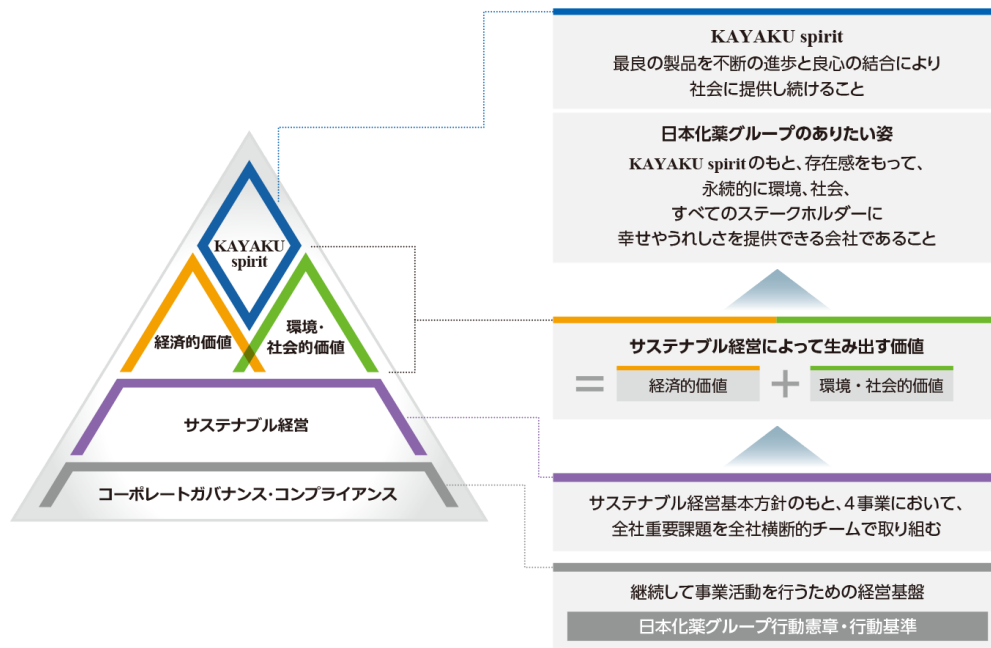 KAYAKU
spirit
経済的価値
環境・
社会的価値
サステナブル経営
コーポレートガバナンス・コンプライアンス
KAYAKU spirit
最良の製品を不断の進歩と良心の結合により
社会に提供し続けること
日本化薬グループのありたい姿
KAYAKU spiritのもと、存在感をもって、
永続的に環境、社会、
すべてのステークホルダーに
幸せやうれしさを提供できる会社であること
サステナブル経営によって生み出す価値
= 経済的価値 + 環境・社会的価値
サステナブル経営基本方針のもと、4事業において、
全社重要課題を全社横断的チームで取り組む
継続して事業活動を行うための経営基盤
日本化薬グループ行動憲章・行動基準